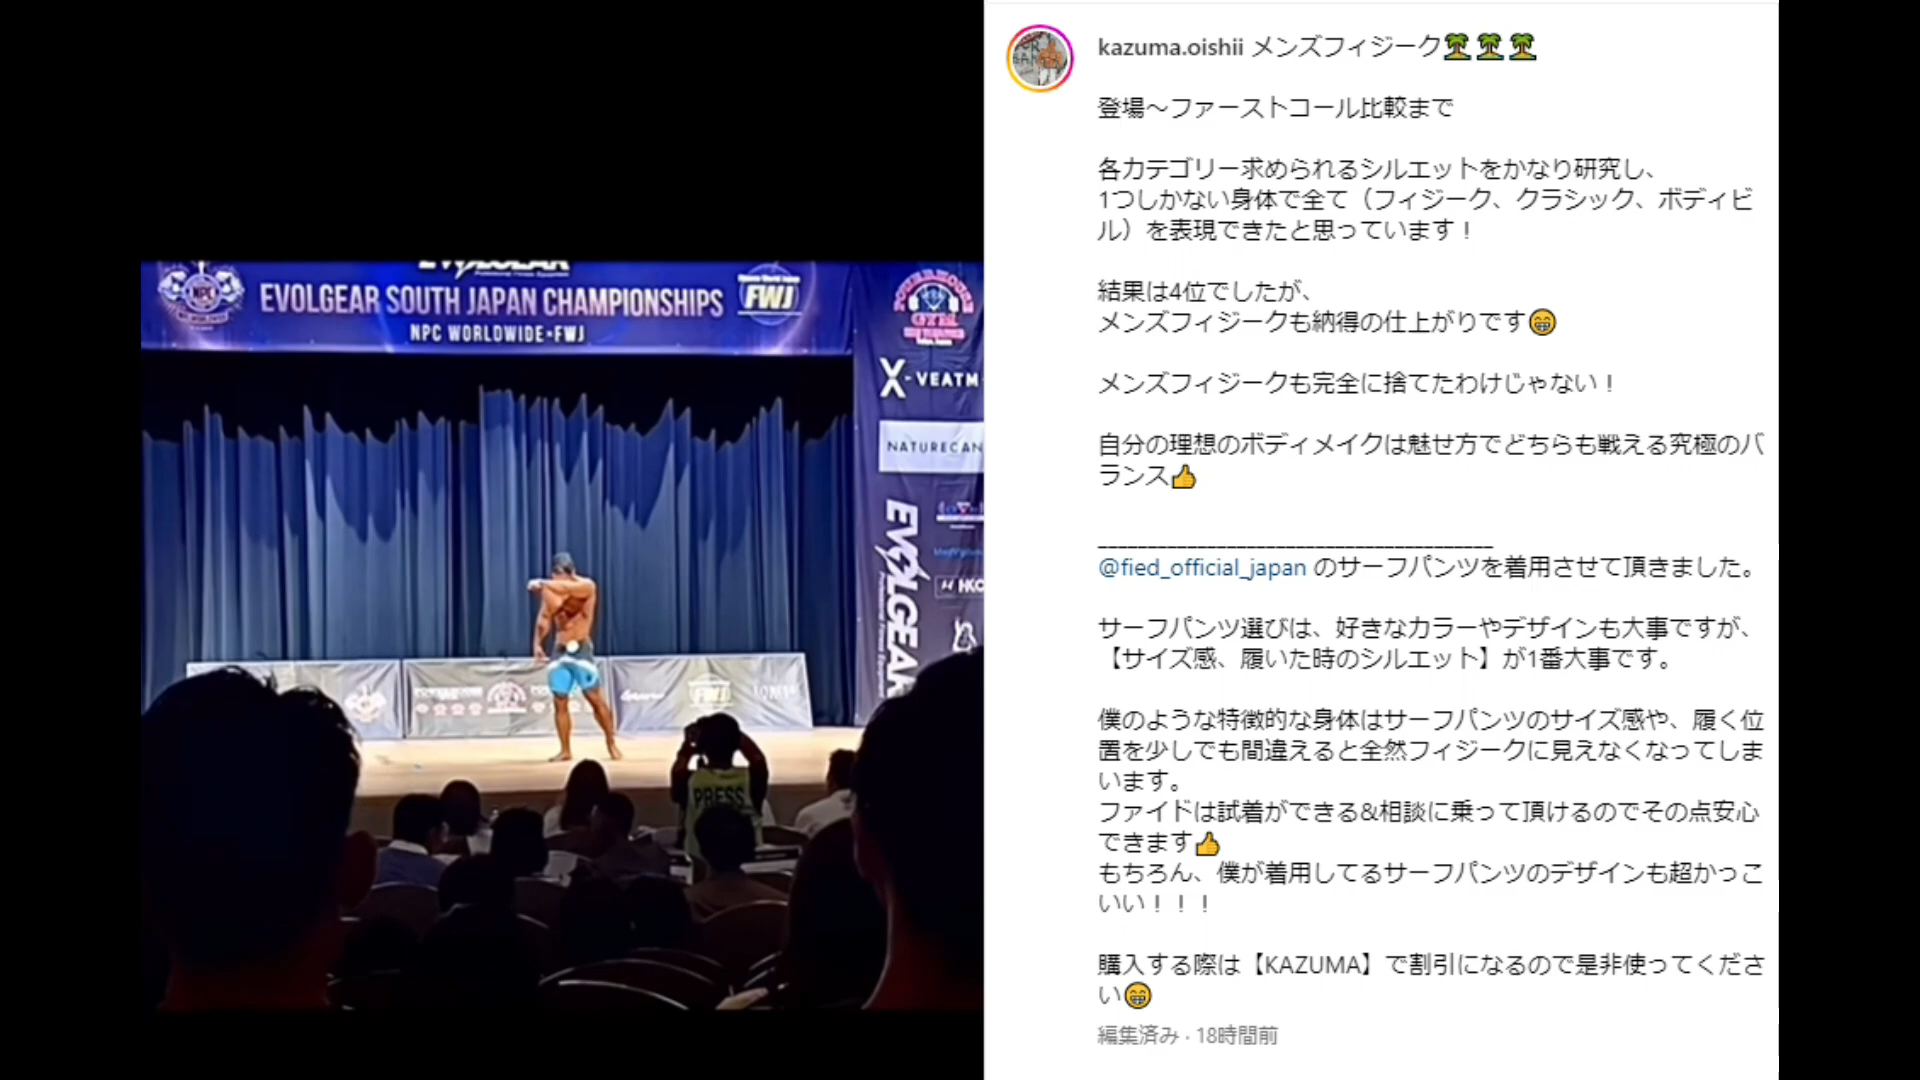 EVOLGEAR
EVOLGEAR SOUTH JAPAN CHAMPIONSHIPS
NPC WORLDWIDE•FWJ
NPC
FWJ
GYM
X-VEATM
NATURECAN
EVOLGEAR
HKC
FWJ
PRESS
kazuma.oishii メンズフィジーク🏝🏝🏝
登場〜ファーストコール比較まで
各カテゴリー求められるシルエットをかなり研究し、
1つしかない身体で全て（フィジーク、クラシック、ボディビ
ル）を表現できたと思っています！
結果は4位でしたが、
メンズフィジークも納得の仕上がりです😁
メンズフィジークも完全に捨てたわけじゃない！
自分の理想のボディメイクは魅せ方でどちらも戦える究極のバ
ランス👍
________________________________________
@fied_official_japan のサーフパンツを着用させて頂きました。
サーフパンツ選びは、好きなカラーやデザインも大事ですが、
【サイズ感、履いた時のシルエット】が1番大事です。
僕のような特徴的な身体はサーフパンツのサイズ感や、履く位
置を少しでも間違えると全然フィジークに見えなくなってしま
います。
ファイドは試着ができる&相談に乗って頂けるのでその点安心
できます👍
もちろん、僕が着用してるサーフパンツのデザインも超かっこ
いい！！！
購入する際は【KAZUMA】で割引になるので是非使ってくださ
い😁
編集済み · 18時間前